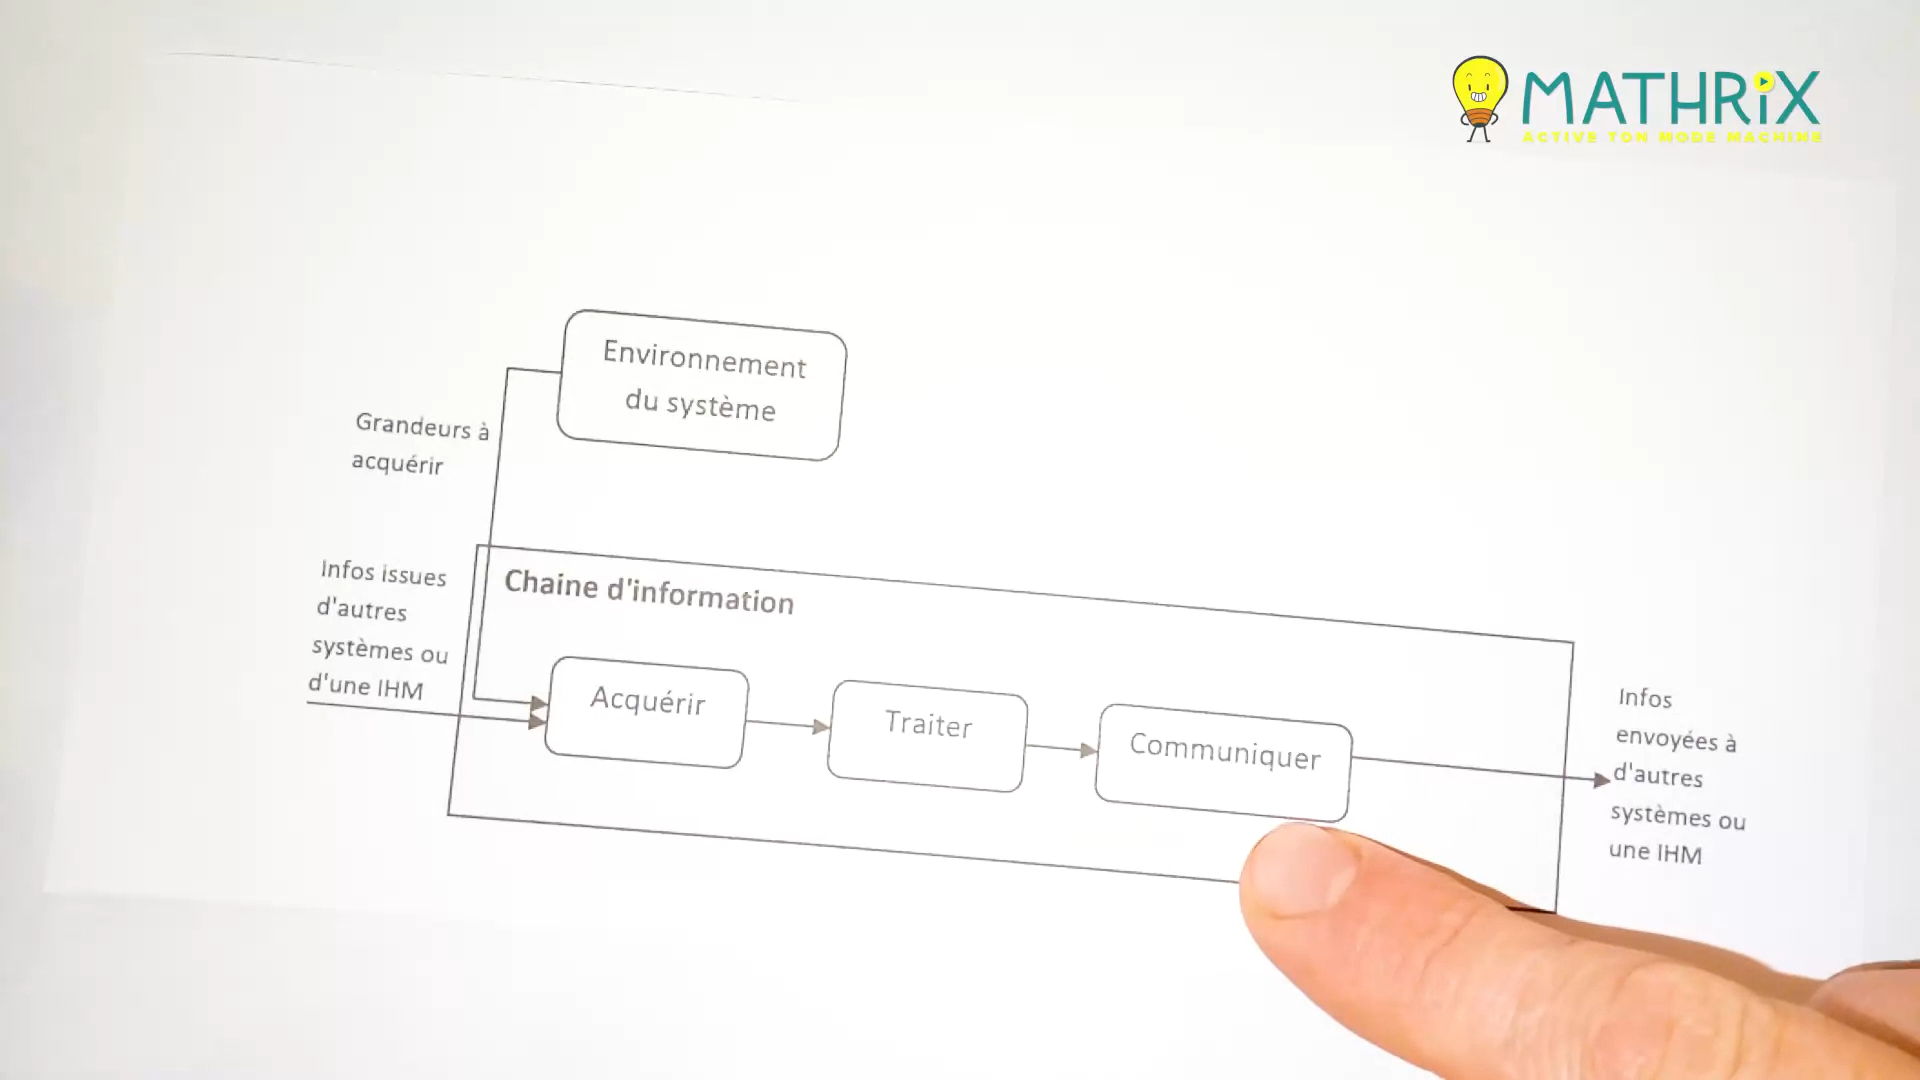 MATHRiX
ACTIVE TON MODE MACHINE
Environnement
du système
Grandeurs à
acquérir
Infos issues
d'autres
systèmes ou
d'une IHM
Chaine d'information
Acquérir
Traiter
Communiquer
Infos
envoyées à
d'autres
systèmes ou
une IHM